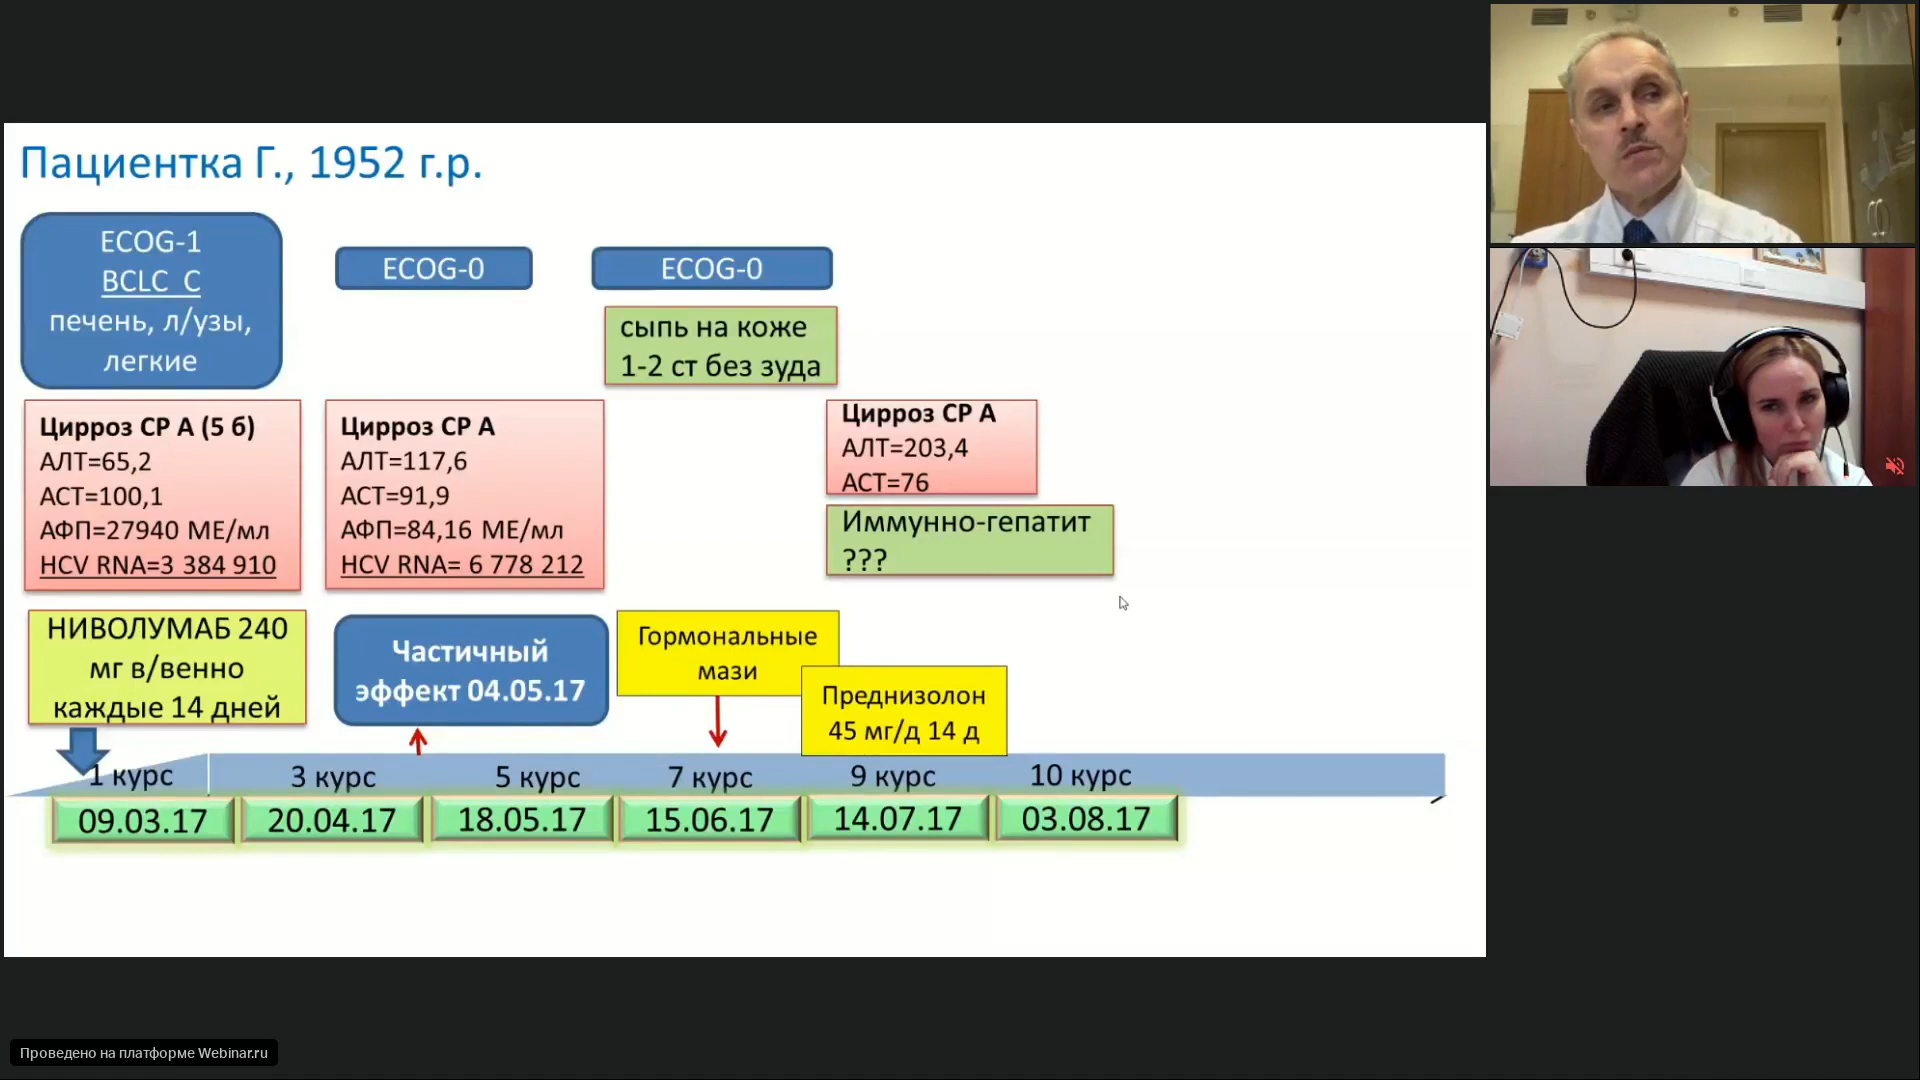 Пациентка Г., 1952 г.р.
ECOG-1
BCLC C
печень, л/узы,
легкие
ECOG-0
ECOG-0
сыпь на коже
1-2 ст без зуда
Цирроз CP A (5 б)
АЛТ=65,2
АСТ=100,1
АФП=27940 МЕ/мл
HCV RNA=3 384 910
Цирроз CP A
АЛТ=117,6
АСТ=91,9
АФП=84,16 МЕ/мл
HCV RNA= 6 778 212
Цирроз CP A
АЛТ=203,4
АСТ=76
Иммунно-гепатит
???
НИВОЛУМАБ 240
мг в/венно
каждые 14 дней
Частичный
эффект 04.05.17
Гормональные
мази
Преднизолон
45 мг/д 14 д
1 курс
3 курс
5 курс
7 курс
9 курс
10 курс
09.03.17
20.04.17
18.05.17
15.06.17
14.07.17
03.08.17
Проведено на платформе Webinar.ru